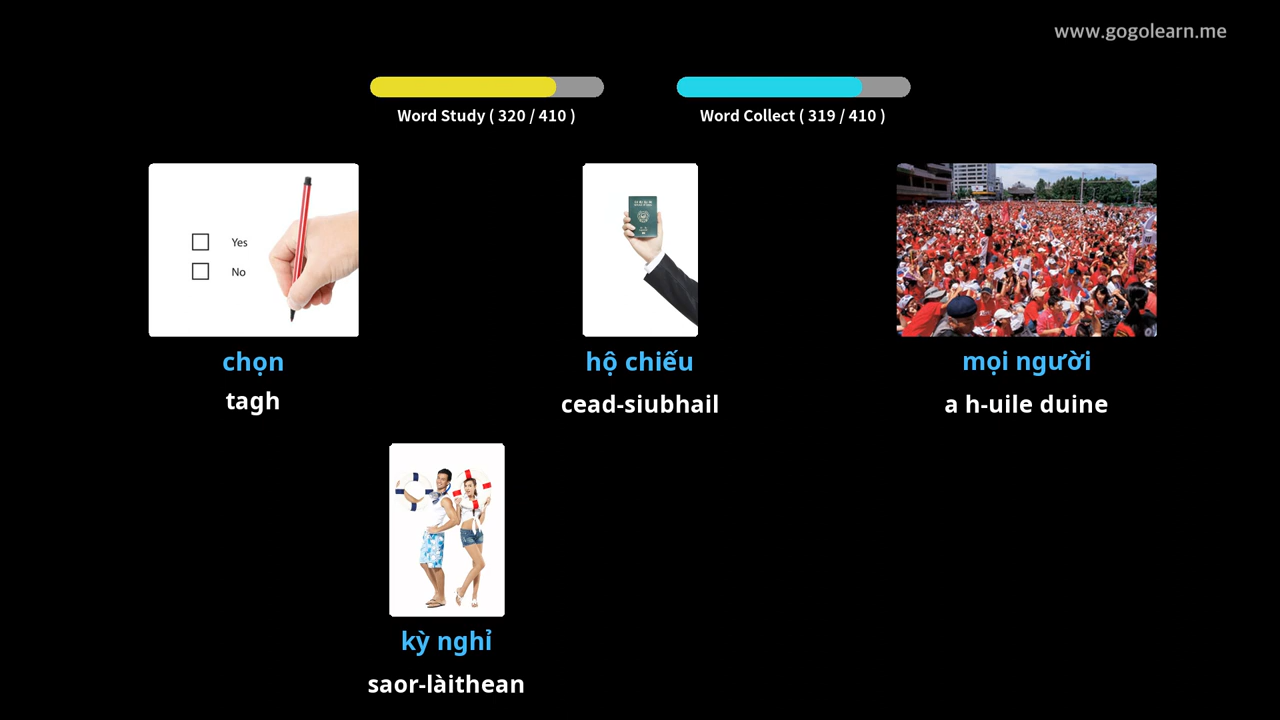 www.gogolearn.me
Word Study ( 320 / 410 )
Word Collect ( 319 / 410 )
Yes
No
chọn
tagh
hộ chiếu
cead-siubhail
mọi người
a h-uile duine
kỳ nghỉ
saor-làithean